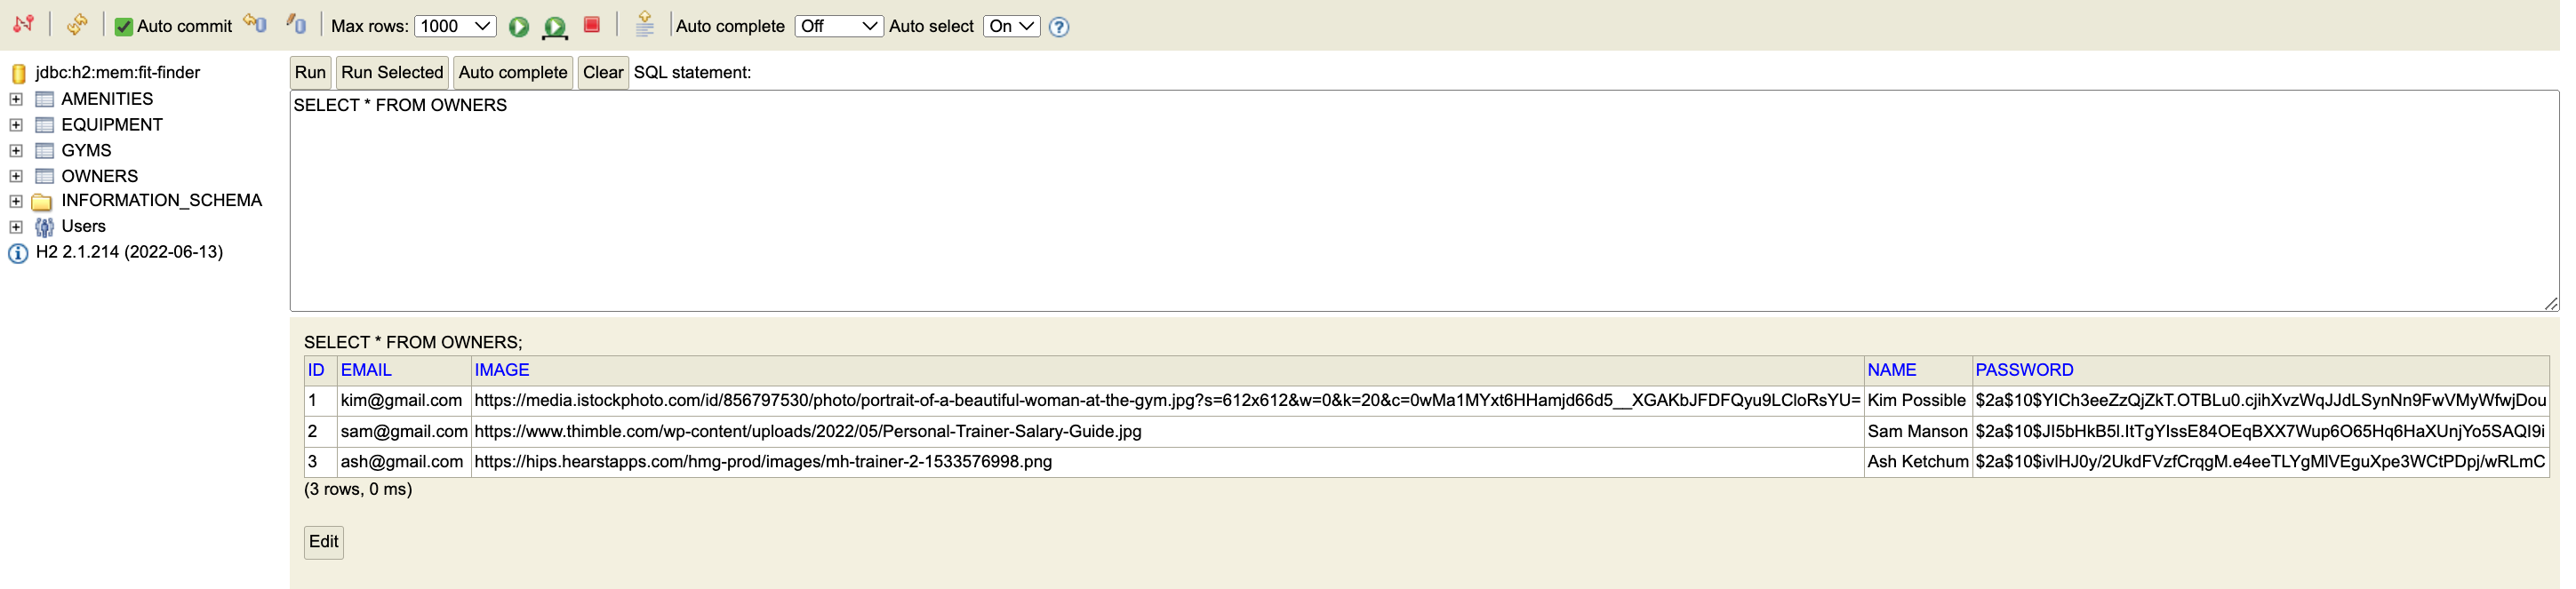 Auto commit Max rows: 1000 Auto complete Off Auto select On
jdbc:h2:mem:fit-finder
AMENITIES
EQUIPMENT
GYMS
OWNERS
INFORMATION_SCHEMA
Users
H2 2.1.214 (2022-06-13)
Run Run Selected Auto complete Clear SQL statement:
SELECT * FROM OWNERS
SELECT * FROM OWNERS;
ID EMAIL IMAGE NAME PASSWORD
1 kim@gmail.com https://media.istockphoto.com/id/856797530/photo/portrait-of-a-beautiful-woman-at-the-gym.jpg?s=612x612&w=0&k=20&c=0wMa1MYxt6HHamjd66d5__XGAKbJFDFQyu9LCloRsYU= Kim Possible $2a$10$YICh3eeZzQjZkT.OTBLu0.cjihXvzWqJJdLSynNn9FwVMyWfwjDou
2 sam@gmail.com https://www.thimble.com/wp-content/uploads/2022/05/Personal-Trainer-Salary-Guide.jpg Sam Manson $2a$10$JI5bHkB5I.ItTgYIssE84OEqBXX7Wup6O65Hq6HaXUnjYo5SAQI9i
3 ash@gmail.com https://hips.hearstapps.com/hmg-prod/images/mh-trainer-2-1533576998.png Ash Ketchum $2a$10$ivlHJ0y/2UkdFVzfCrqgM.e4eeTLYgMlVEguXpe3WCtPDpj/wRLmC
(3 rows, 0 ms)
Edit